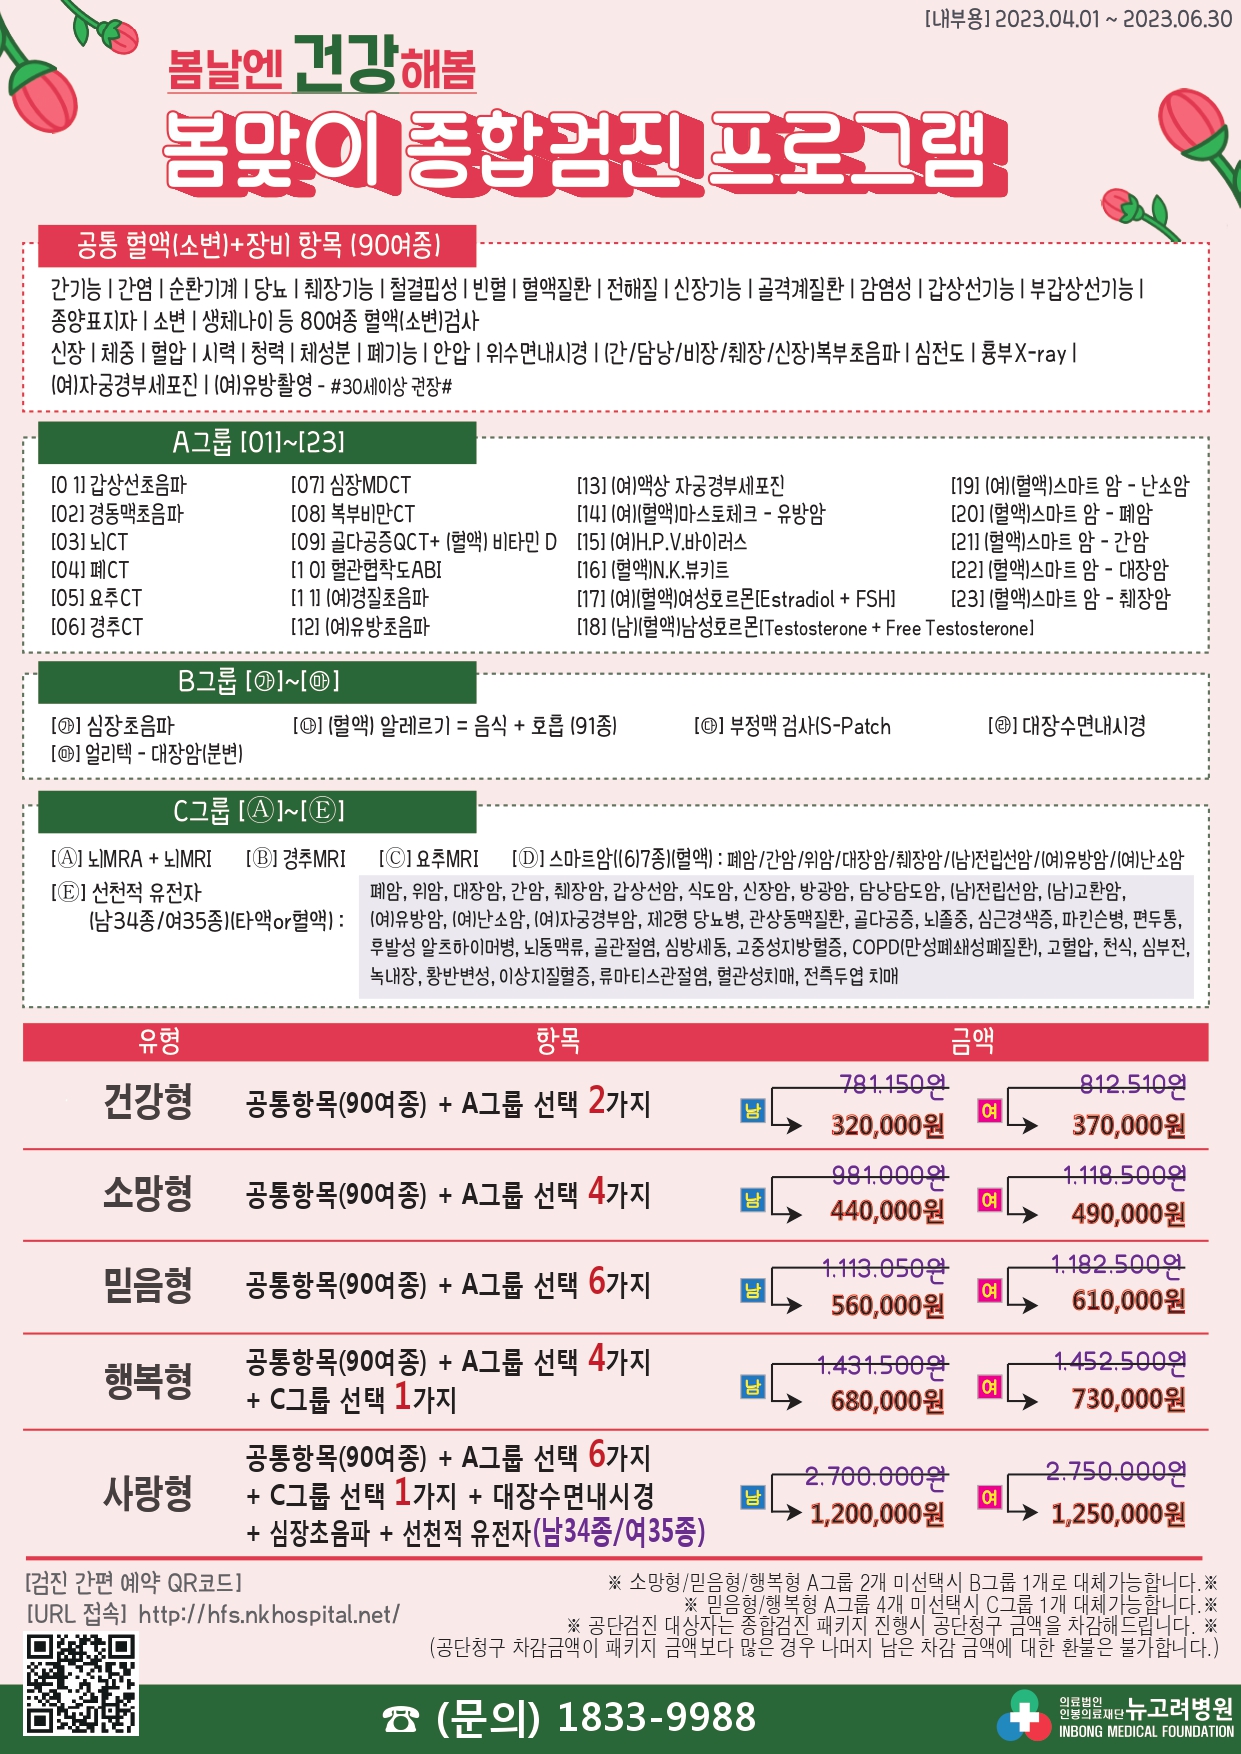 [내부용] 2023.04.01 ~ 2023.06.30
봄날엔 건강해봄
봄맞이 종합검진 프로그램
공통 혈액(소변)+장비 항목 (90여종)
간기능 | 간염 | 순환기계 | 당뇨 | 췌장기능 | 철결핍성 | 빈혈 | 혈액질환 | 전해질 | 신장기능 | 골격계질환 | 감염성 | 갑상선기능 | 부갑상선기능 |
종양표지자 | 소변 | 생체나이 등 80여종 혈액(소변)검사
신장 | 체중 | 혈압 | 시력 | 청력 | 체성분 | 폐기능 | 안압 | 위수면내시경 | (간/담낭/비장/췌장/신장)복부초음파 | 심전도 | 흉부X-ray |
(여)자궁경부세포진 | (여)유방촬영 - #30세이상 권장#
A그룹 [01]~[23]
[0 1] 갑상선초음파 [07] 심장MDCT [13] (여)액상 자궁경부세포진 [19] (여)(혈액)스마트 암 - 난소암
[02] 경동맥초음파 [08] 복부비만CT [14] (여)(혈액)마스토체크 - 유방암 [20] (혈액)스마트 암 - 폐암
[03] 뇌CT [09] 골다공증QCT+ (혈액) 비타민 D [15] (여)H.P.V.바이러스 [21] (혈액)스마트 암 - 간암
[04] 폐CT [1 0] 혈관협착도ABI [16] (혈액)N.K.뷰키트 [22] (혈액)스마트 암 - 대장암
[05] 요추CT [1 1] (여)경질초음파 [17] (여)(혈액)여성호르몬[Estradiol + FSH] [23] (혈액)스마트 암 - 췌장암
[06] 경추CT [12] (여)유방초음파 [18] (남)(혈액)남성호르몬[Testosterone + Free Testosterone]
B그룹 [㉮]~[㉲]
[㉮] 심장초음파 [㉯] (혈액) 알레르기 = 음식 + 호흡 (91종) [㉰] 부정맥 검사(S-Patch [㉱] 대장수면내시경
[㉲] 얼리텍 - 대장암(분변)
C그룹 [Ⓐ]~[Ⓔ]
[Ⓐ] 뇌MRA + 뇌MRI [Ⓑ] 경추MRI [Ⓒ] 요추MRI [Ⓓ] 스마트암((6)7종)(혈액) : 폐암/간암/위암/대장암/췌장암/(남)전립선암/(여)유방암/(여)난소암
[Ⓔ] 선천적 유전자
(남34종/여35종)(타액or혈액) :
폐암, 위암, 대장암, 간암, 췌장암, 갑상선암, 식도암, 신장암, 방광암, 담낭담도암, (남)전립선암, (남)고환암,
(여)유방암, (여)난소암, (여)자궁경부암, 제2형 당뇨병, 관상동맥질환, 골다공증, 뇌졸중, 심근경색증, 파킨슨병, 편두통,
후발성 알츠하이머병, 뇌동맥류, 골관절염, 심방세동, 고중성지방혈증, COPD(만성폐쇄성폐질환), 고혈압, 천식, 심부전,
녹내장, 황반변성, 이상지질혈증, 류마티스관절염, 혈관성치매, 전측두엽 치매
유형 항목 금액
건강형 공통항목(90여종) + A그룹 선택 2가지 남 781.150원 320,000원 여 812.510원 370,000원
소망형 공통항목(90여종) + A그룹 선택 4가지 남 981.000원 440,000원 여 1.118.500원 490,000원
믿음형 공통항목(90여종) + A그룹 선택 6가지 남 1.113.050원 560,000원 여 1.182.500원 610,000원
행복형 공통항목(90여종) + A그룹 선택 4가지
+ C그룹 선택 1가지 남 1.431.500원 680,000원 여 1.452.500원 730,000원
사랑형 공통항목(90여종) + A그룹 선택 6가지
+ C그룹 선택 1가지 + 대장수면내시경
+ 심장초음파 + 선천적 유전자(남34종/여35종) 남 2.700.000원 1,200,000원 여 2.750.000원 1,250,000원
[검진 간편 예약 QR코드]
[URL 접속] http://hfs.nkhospital.net/
※ 소망형/믿음형/행복형 A그룹 2개 미선택시 B그룹 1개로 대체가능합니다.※
※ 믿음형/행복형 A그룹 4개 미선택시 C그룹 1개 대체가능합니다.※
※ 공단검진 대상자는 종합검진 패키지 진행시 공단청구 금액을 차감해드립니다. ※
(공단청구 차감금액이 패키지 금액보다 많은 경우 나머지 남은 차감 금액에 대한 환불은 불가합니다.)
☎ (문의) 1833-9988
의료법인
인봉의료재단 뉴고려병원
INBONG MEDICAL FOUNDATION